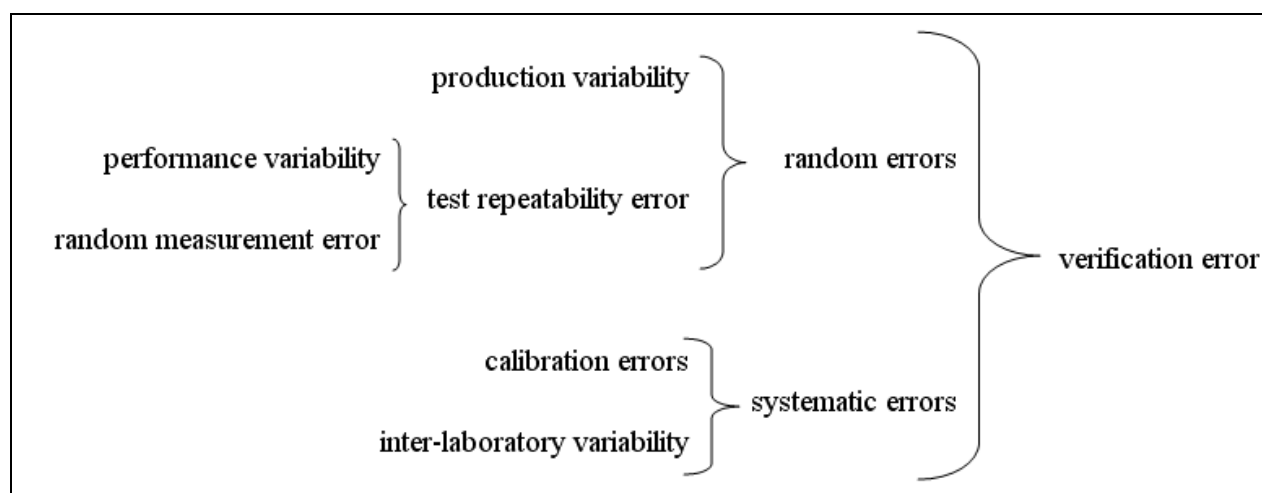 production variability
performance variability
random errors
test repeatability error
random measurement error
verification error
calibration errors
systematic errors
inter-laboratory variability